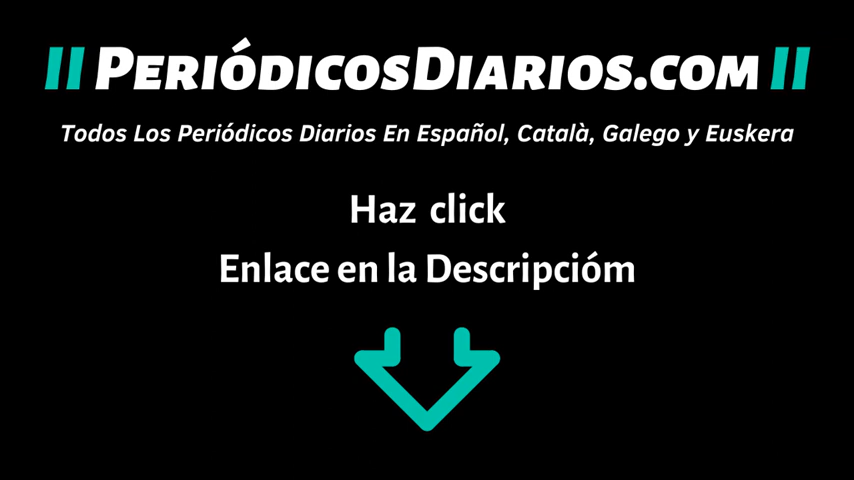 PERIÓDICOSDIARIOS.COM
Todos Los Periódicos Diarios En Español, Català, Galego y Euskera
Haz click
Enlace en la Descripcióm